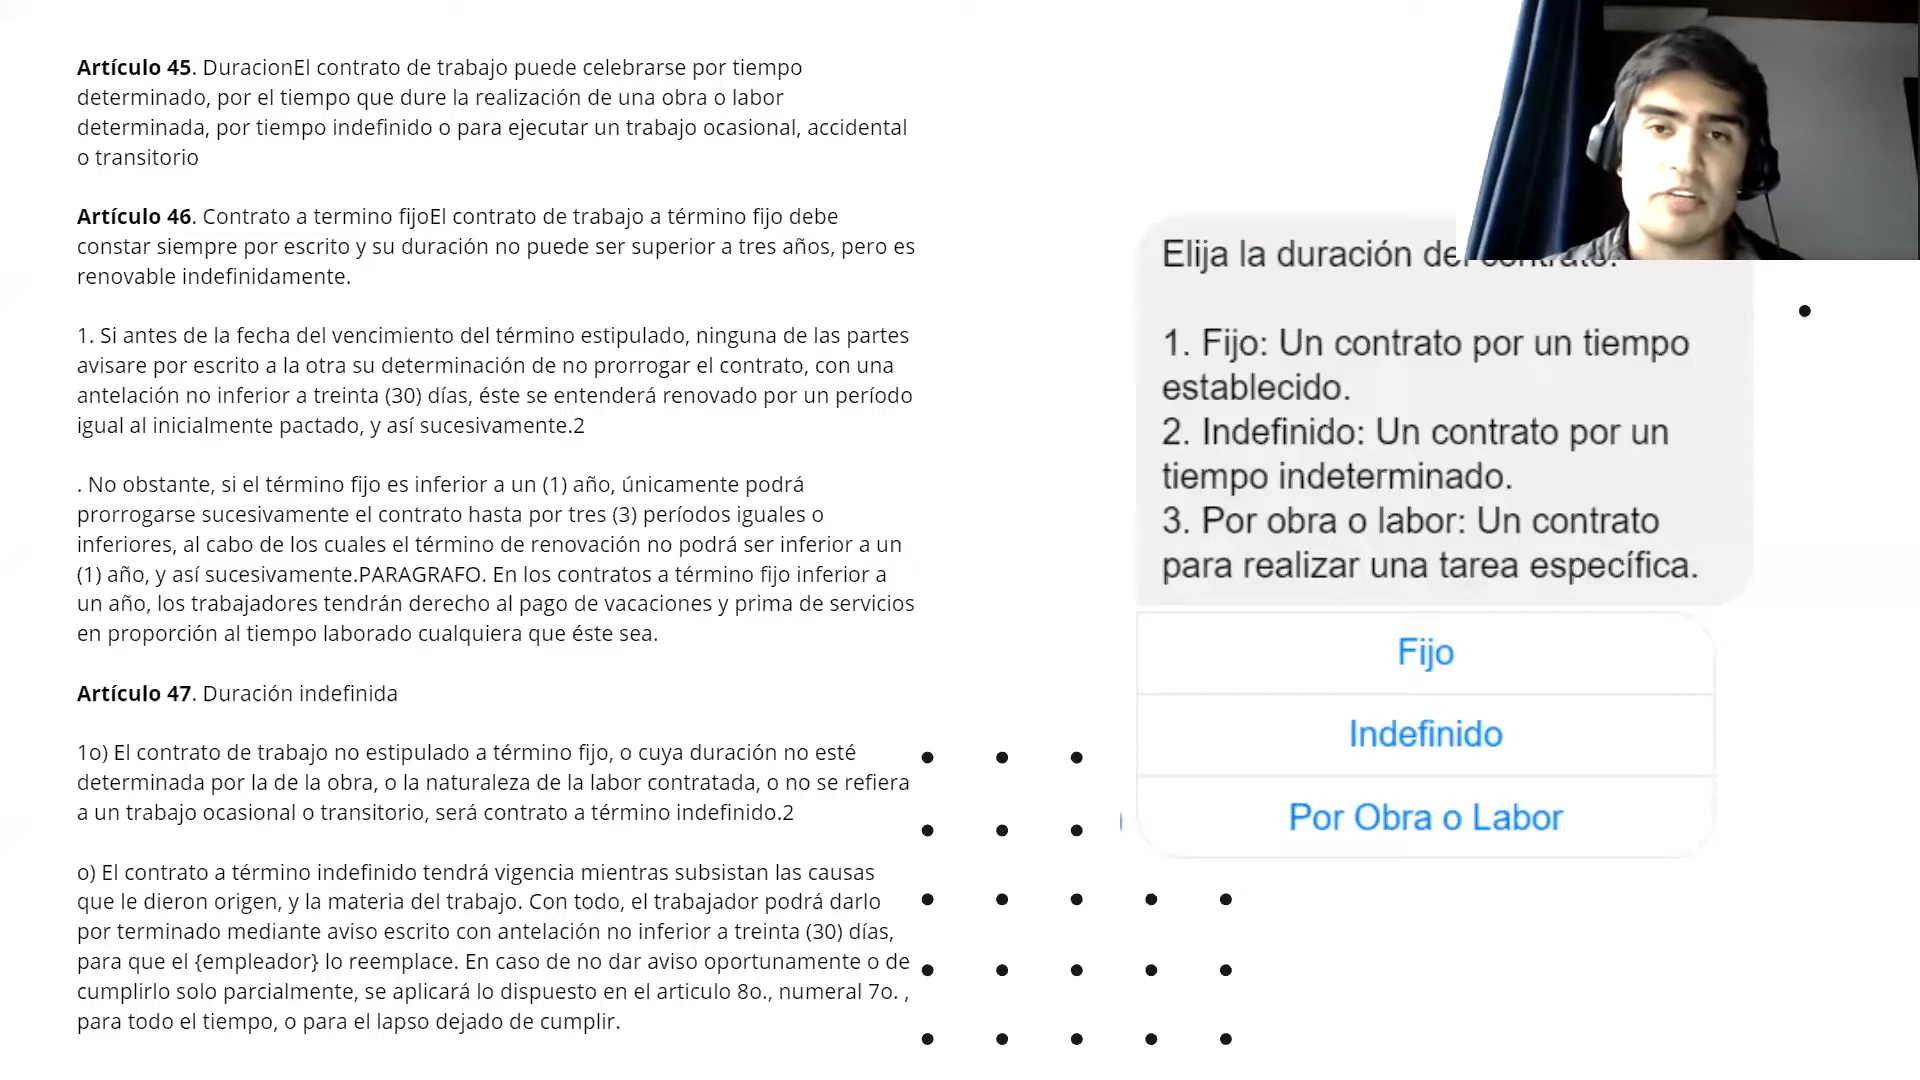 Artículo 45. DuracionEl contrato de trabajo puede celebrarse por tiempo
determinado, por el tiempo que dure la realización de una obra o labor
determinada, por tiempo indefinido o para ejecutar un trabajo ocasional, accidental
o transitorio
Artículo 46. Contrato a termino fijoEl contrato de trabajo a término fijo debe
constar siempre por escrito y su duración no puede ser superior a tres años, pero es
renovable indefinidamente.
1. Si antes de la fecha del vencimiento del término estipulado, ninguna de las partes
avisare por escrito a la otra su determinación de no prorrogar el contrato, con una
antelación no inferior a treinta (30) días, éste se entenderá renovado por un período
igual al inicialmente pactado, y así sucesivamente.2
. No obstante, si el término fijo es inferior a un (1) año, únicamente podrá
prorrogarse sucesivamente el contrato hasta por tres (3) períodos iguales o
inferiores, al cabo de los cuales el término de renovación no podrá ser inferior a un
(1) año, y así sucesivamente.PARAGRAFO. En los contratos a término fijo inferior a
un año, los trabajadores tendrán derecho al pago de vacaciones y prima de servicios
en proporción al tiempo laborado cualquiera que éste sea.
Artículo 47. Duración indefinida
1o) El contrato de trabajo no estipulado a término fijo, o cuya duración no esté
determinada por la de la obra, o la naturaleza de la labor contratada, o no se refiera
a un trabajo ocasional o transitorio, será contrato a término indefinido.2
o) El contrato a término indefinido tendrá vigencia mientras subsistan las causas
que le dieron origen, y la materia del trabajo. Con todo, el trabajador podrá darlo
por terminado mediante aviso escrito con antelación no inferior a treinta (30) días,
para que el {empleador} lo reemplace. En caso de no dar aviso oportunamente o de
cumplirlo solo parcialmente, se aplicará lo dispuesto en el articulo 8o., numeral 7o. ,
para todo el tiempo, o para el lapso dejado de cumplir.
Elija la duración del contrato:
1. Fijo: Un contrato por un tiempo
establecido.
2. Indefinido: Un contrato por un
tiempo indeterminado.
3. Por obra o labor: Un contrato
para realizar una tarea específica.
Fijo
Indefinido
Por Obra o Labor